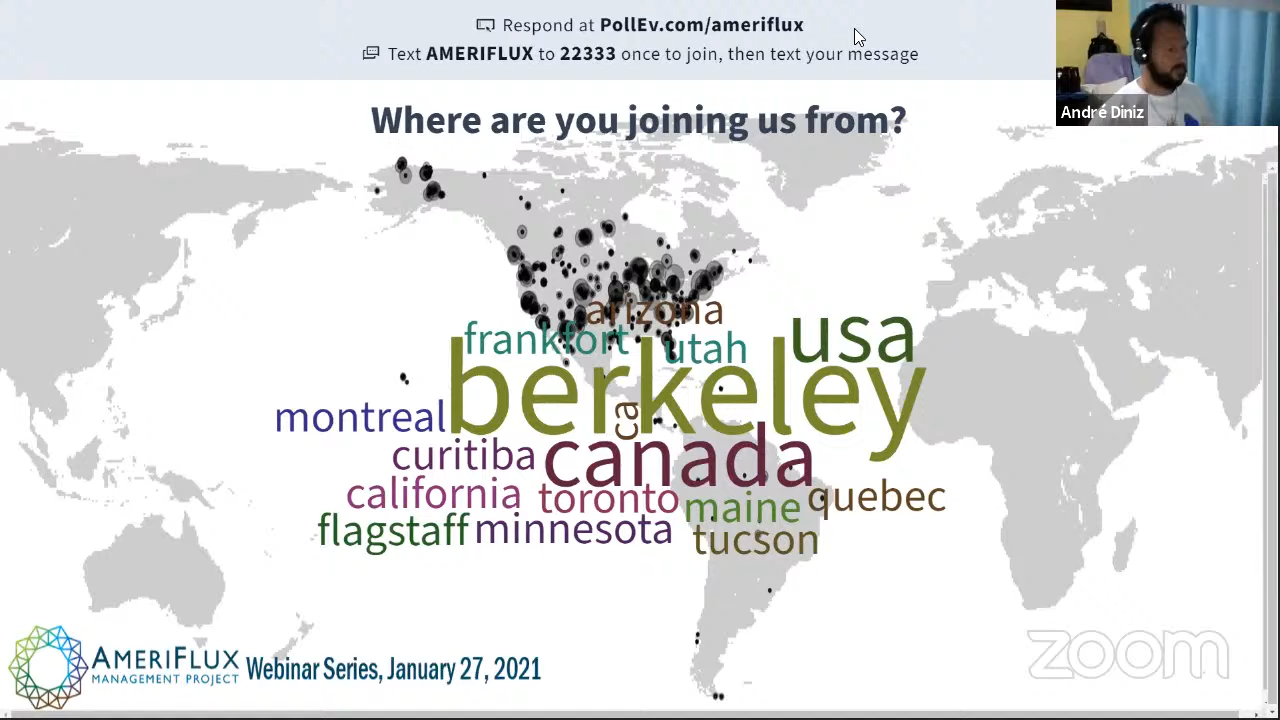 Respond at PollEv.com/ameriflux
Text AMERIFLUX to 22333 once to join, then text your message
André Diniz
Where are you joining us from?
arizona
usa
frankfort
utah
berkeley
ca
montreal
canada
curitiba
california
toronto
maine
quebec
flagstaff
minnesota
tucson
AMERIFLUX
MANAGEMENT PROJECT
Webinar Series, January 27, 2021
zoom